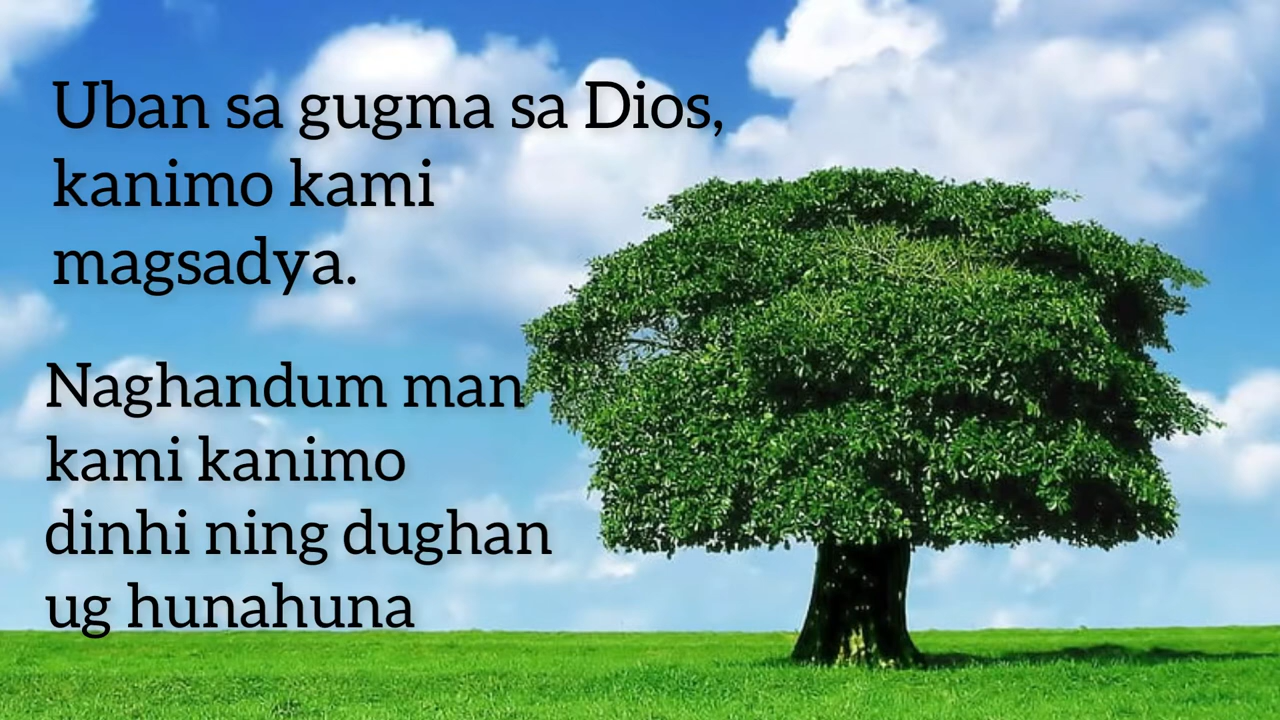 Uban sa gugma sa Dios,
kanimo kami
magsadya.
Naghandum man
kami kanimo
dinhi ning dughan
ug hunahuna